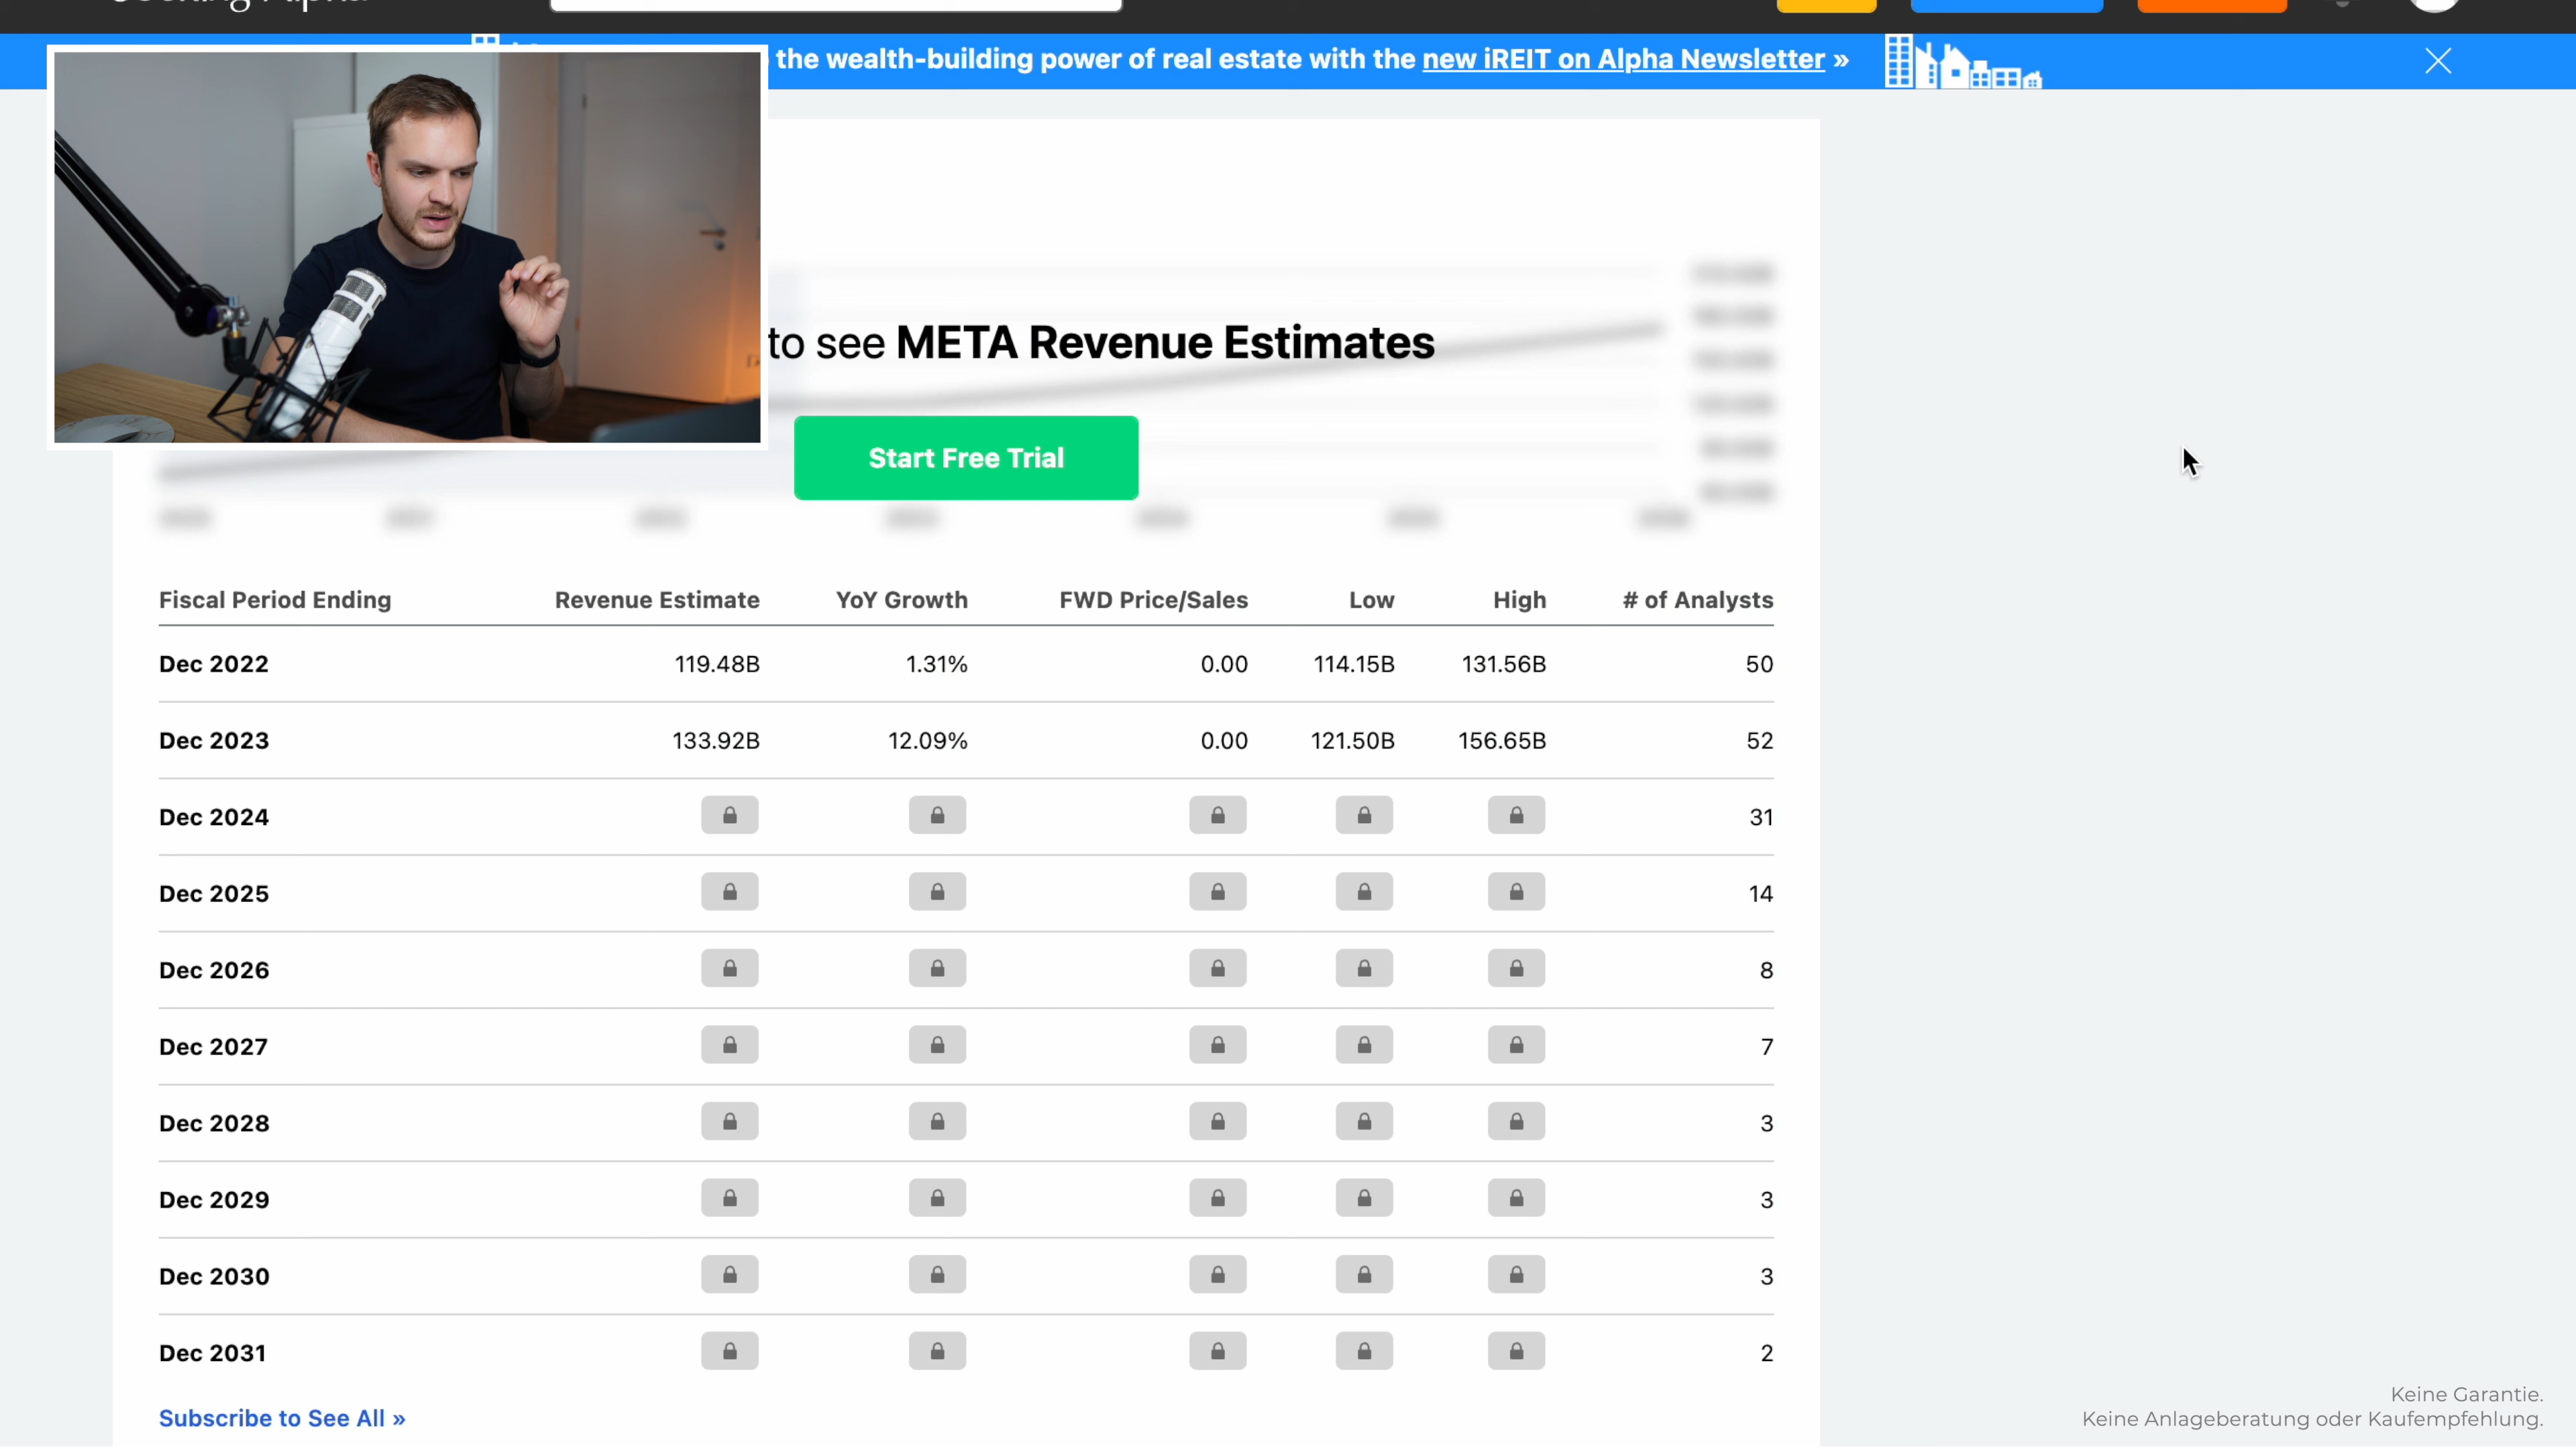 the wealth-building power of real estate with the new iREIT on Alpha Newsletter »
to see META Revenue Estimates
Start Free Trial
Fiscal Period Ending Revenue Estimate YoY Growth FWD Price/Sales Low High # of Analysts
Dec 2022 119.48B 1.31% 0.00 114.15B 131.56B 50
Dec 2023 133.92B 12.09% 0.00 121.50B 156.65B 52
Dec 2024 31
Dec 2025 14
Dec 2026 8
Dec 2027 7
Dec 2028 3
Dec 2029 3
Dec 2030 3
Dec 2031 2
Subscribe to See All »
Keine Garantie.
Keine Anlageberatung oder Kaufempfehlung.